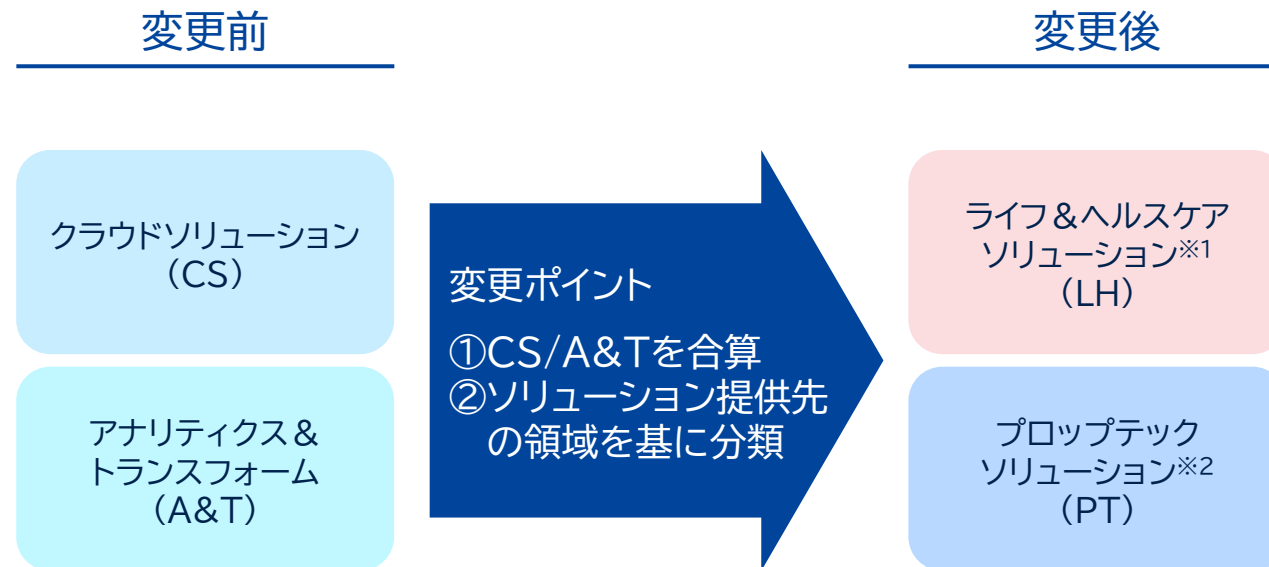 変更前
変更後
クラウドソリューション
（CS）
アナリティクス＆
トランスフォーム
（A&T）
変更ポイント
①CS/A&Tを合算
②ソリューション提供先
の領域を基に分類
ライフ＆ヘルスケア
ソリューション※1
（LH）
プロップテック
ソリューション※2
（PT）